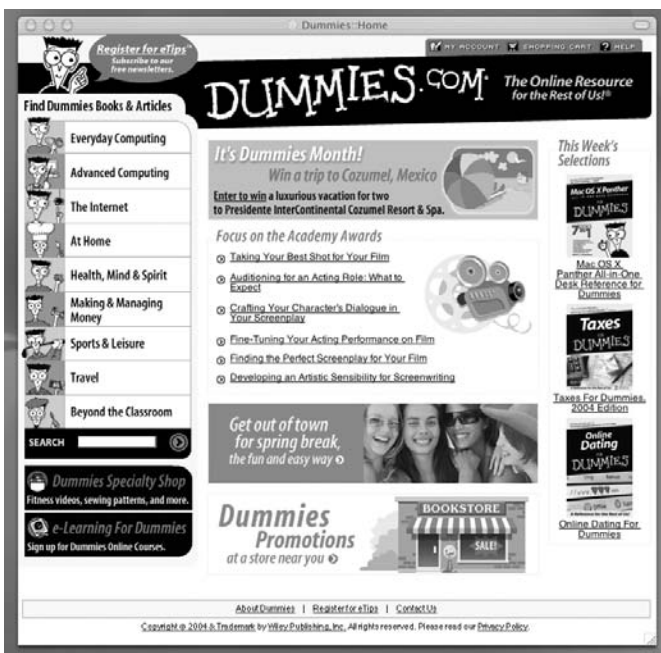 Dummies::Home
Register for eTips™
Subscribe to our
free newsletters.
MY ACCOUNT
SHOPPING CART
HELP
DUMMIES.COM
The Online Resource
for the Rest of Us!®
Find Dummies Books & Articles
Everyday Computing
Advanced Computing
The Internet
At Home
Health, Mind & Spirit
Making & Managing
Money
Sports & Leisure
Travel
Beyond the Classroom
SEARCH
Dummies Specialty Shop
Fitness videos, sewing patterns, and more.
e-Learning For Dummies
Sign up for Dummies Online Courses.
It's Dummies Month!
Win a trip to Cozumel, Mexico
Enter to win a luxurious vacation for two
to Presidente InterContinental Cozumel Resort & Spa.
Focus on the Academy Awards
Taking Your Best Shot for Your Film
Auditioning for an Acting Role: What to
Expect
Crafting Your Character's Dialogue in
Your Screenplay
Fine-Tuning Your Acting Performance on Film
Finding the Perfect Screenplay for Your Film
Developing an Artistic Sensibility for Screenwriting
Get out of town
for spring break,
the fun and easy way
Dummies
Promotions
at a store near you
BOOKSTORE
SALE!
This Week's
Selections
Mac OS X Panther
DUMMIES
Mac OS X
Panther All-in-One
Desk Reference for
Dummies
Taxes
DUMMIES
Taxes For Dummies,
2004 Edition
Online
Dating
DUMMIES
Online Dating For
Dummies
About Dummies | Register for eTips | Contact Us
Copyright © 2004 & Trademark by Wiley Publishing, Inc. All rights reserved. Please read our Privacy Policy.